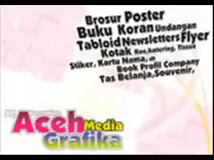 Brosur Poster
Buku Koran Undangan
Tabloid Newsletters Flyer
Kotak Kue, katering, Tissue
Stiker, Kartu Nama,
Book Profil Company
Tas Belanja, Souvenir,
Aceh Media
Grafika